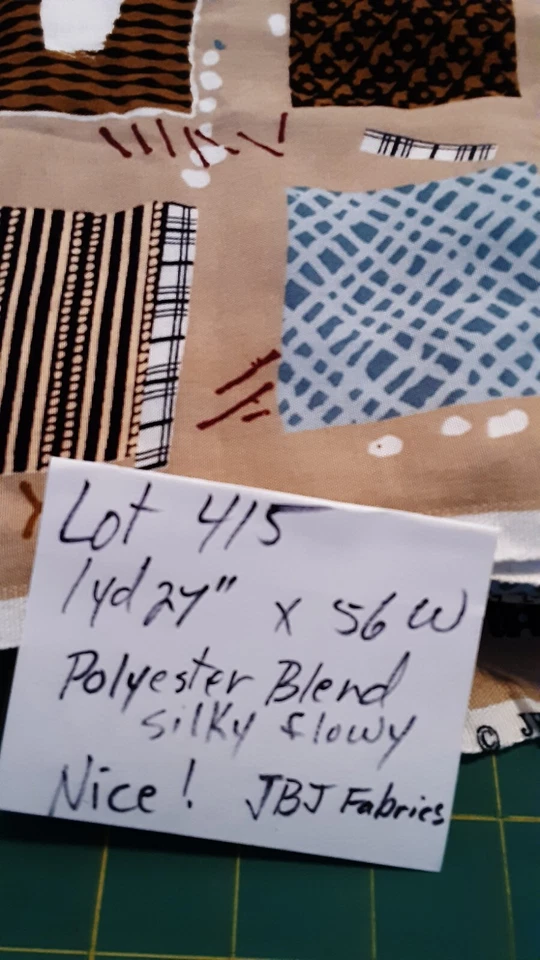 Lot 415
1yd 27" x 56 W
Polyester Blend
silky flowy
Nice! JBJ Fabrics
©